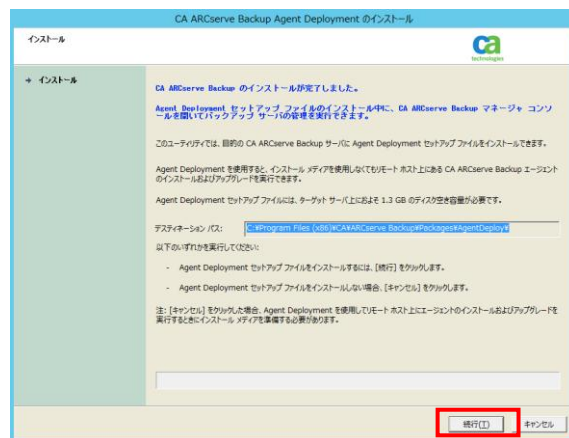 CA ARCserve Backup Agent Deployment のインストール
インストール
ca
technologies
→ インストール
CA ARCserve Backup のインストールが完了しました。
Agent Deployment セットアップ ファイルのインストール中に、CA ARCserve Backup マネージャ コンソ
ールを開いてバックアップ サーバの管理を実行できます。
このユーティリティでは、目的の CA ARCserve Backup サーバに Agent Deployment セットアップ ファイルをインストールできます。
Agent Deployment を使用すると、インストール メディアを使用しなくてもリモート ホスト上にある CA ARCserve Backup エージェント
のインストールおよびアップグレードを実行できます。
Agent Deployment セットアップ ファイルには、ターゲット サーバ上におよそ 1.3 GB のディスク空き容量が必要です。
デスティネーション パス: C:¥Program Files (x86)¥CA¥ARCserve Backup¥Packages¥AgentDeploy¥
以下のいずれかを実行してください:
- Agent Deployment セットアップ ファイルをインストールするには、[続行] をクリックします。
- Agent Deployment セットアップ ファイルをインストールしない場合、[キャンセル] をクリックします。
注: [キャンセル] をクリックした場合、Agent Deployment を使用してリモート ホスト上にエージェントのインストールおよびアップグレードを
実行するときにインストール メディアを準備する必要があります。
続行(T) キャンセル